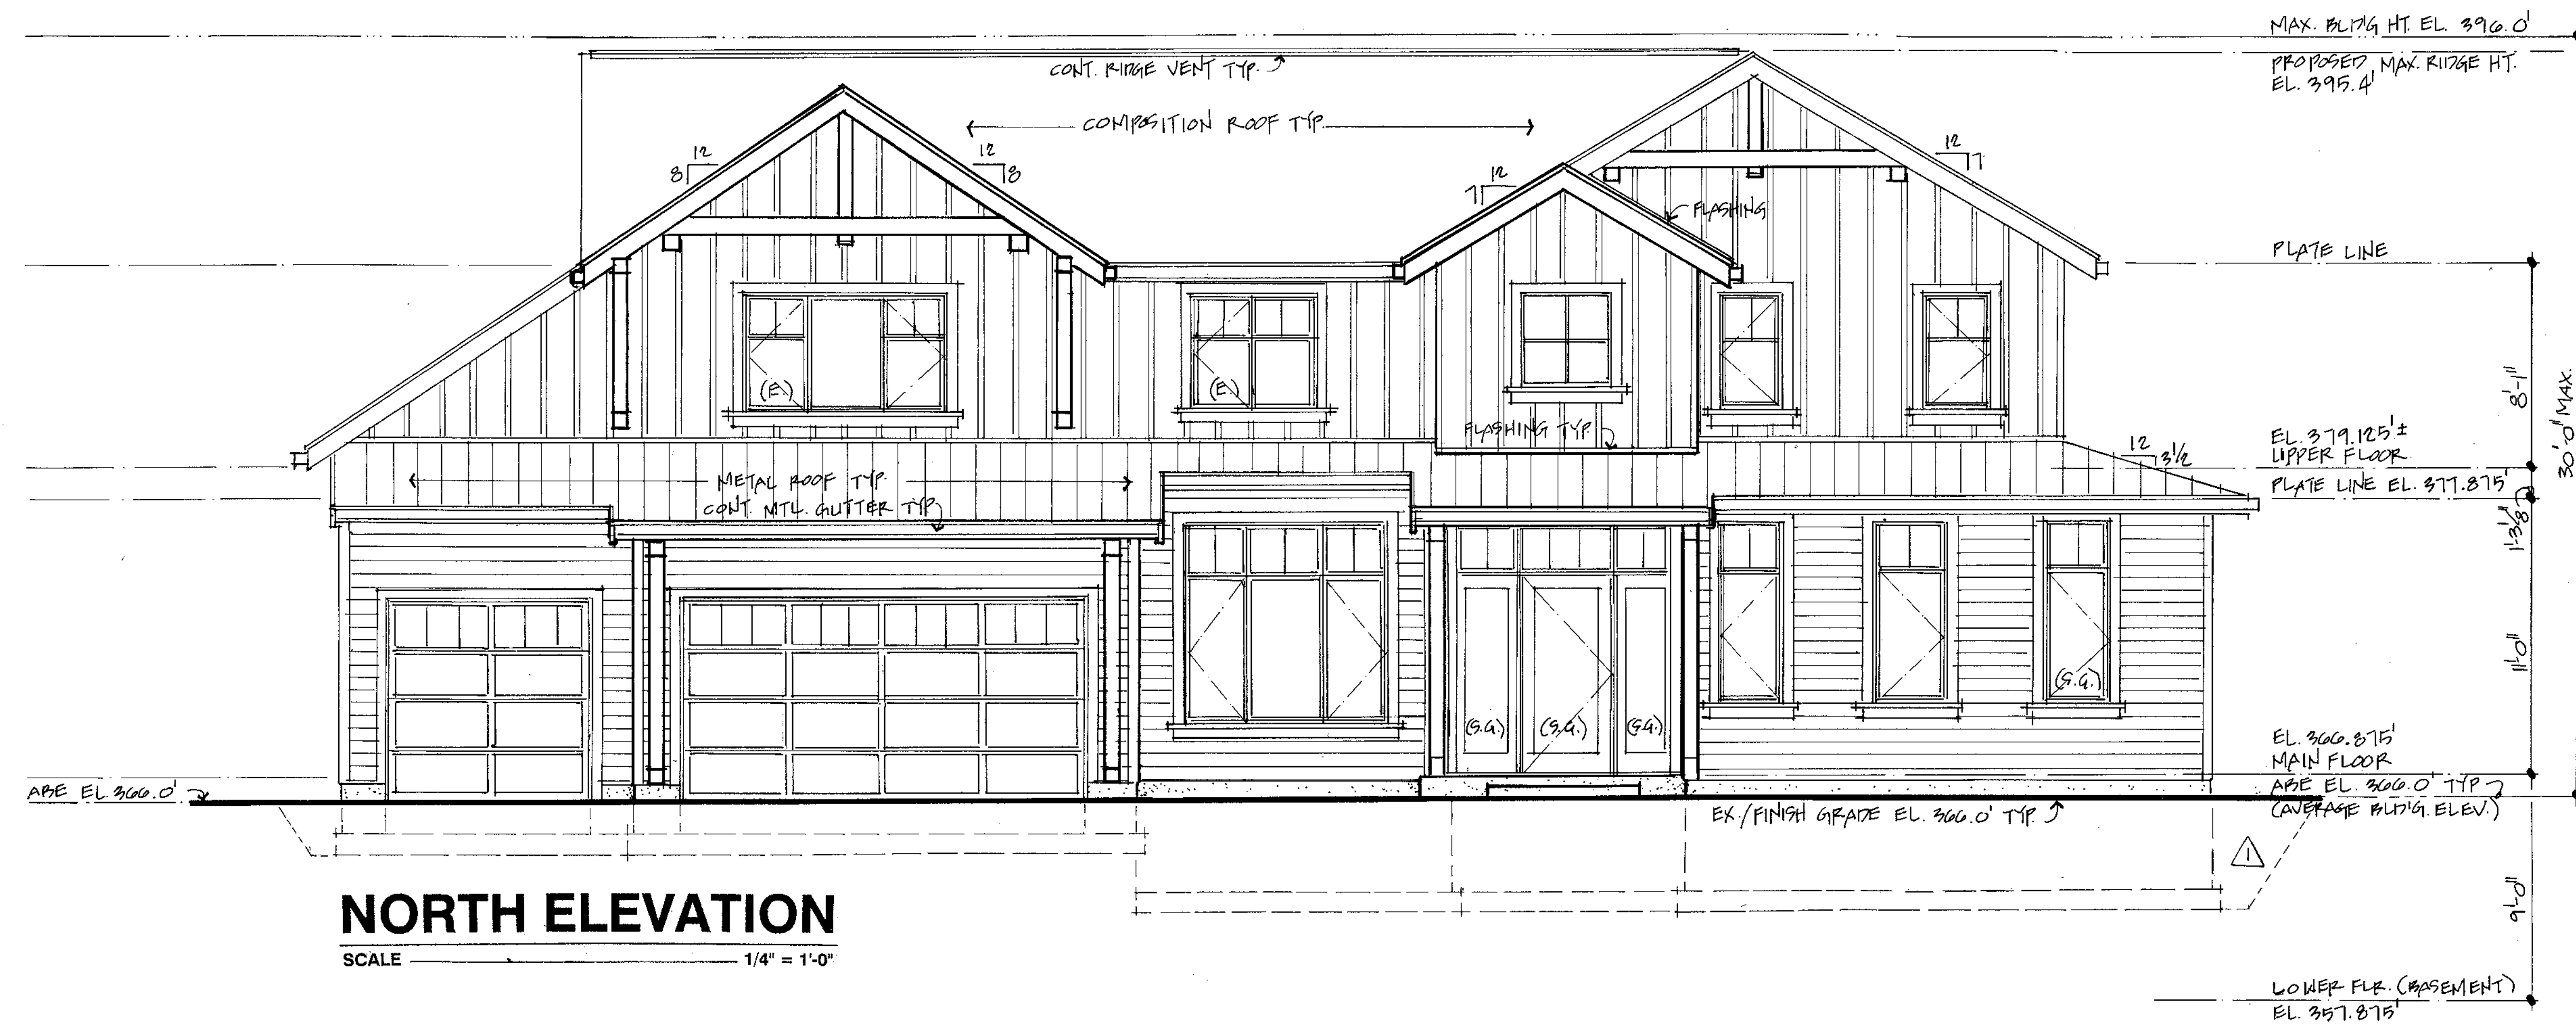 MAX. BLD'G HT. EL. 396.0'
PROPOSED MAX. RIDGE HT.
EL. 395.4'
CONT. RIDGE VENT TYP.
COMPOSITION ROOF TYP.
12
8
12
8
12
7
12
7
FLASHING
PLATE LINE
8'-1"
30'-0" MAX.
(E.)
(E.)
FLASHING TYP.
EL. 379.125'±
UPPER FLOOR
12
3 1/2
METAL ROOF TYP.
CONT. MTL. GUTTER TYP.
PLATE LINE EL. 377.875'
1'-3/8"
11'-0"
(S.G.)
(S.G.)
(S.G.)
(S.G.)
EL. 366.875'
MAIN FLOOR
ABE EL. 366.0'
ABE EL. 366.0' TYP
(AVERAGE BLD'G. ELEV.)
EX./FINISH GRADE EL. 366.0' TYP.
1
9'-0"
NORTH ELEVATION
SCALE 1/4" = 1'-0"
LOWER FLR. (BASEMENT)
EL. 357.875'